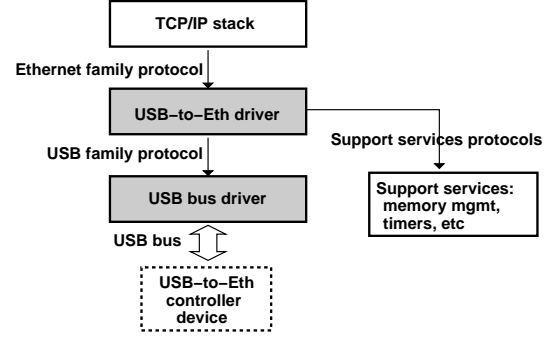 TCP/IP stack
Ethernet family protocol
USB−to−Eth driver
Support services protocols
USB family protocol
USB bus driver
Support services:
memory mgmt,
timers, etc
USB bus
USB−to−Eth
controller
device